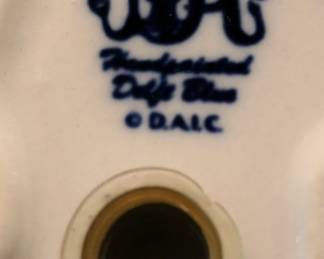 Handpainted
Delft Blue
© D.A.I.C.